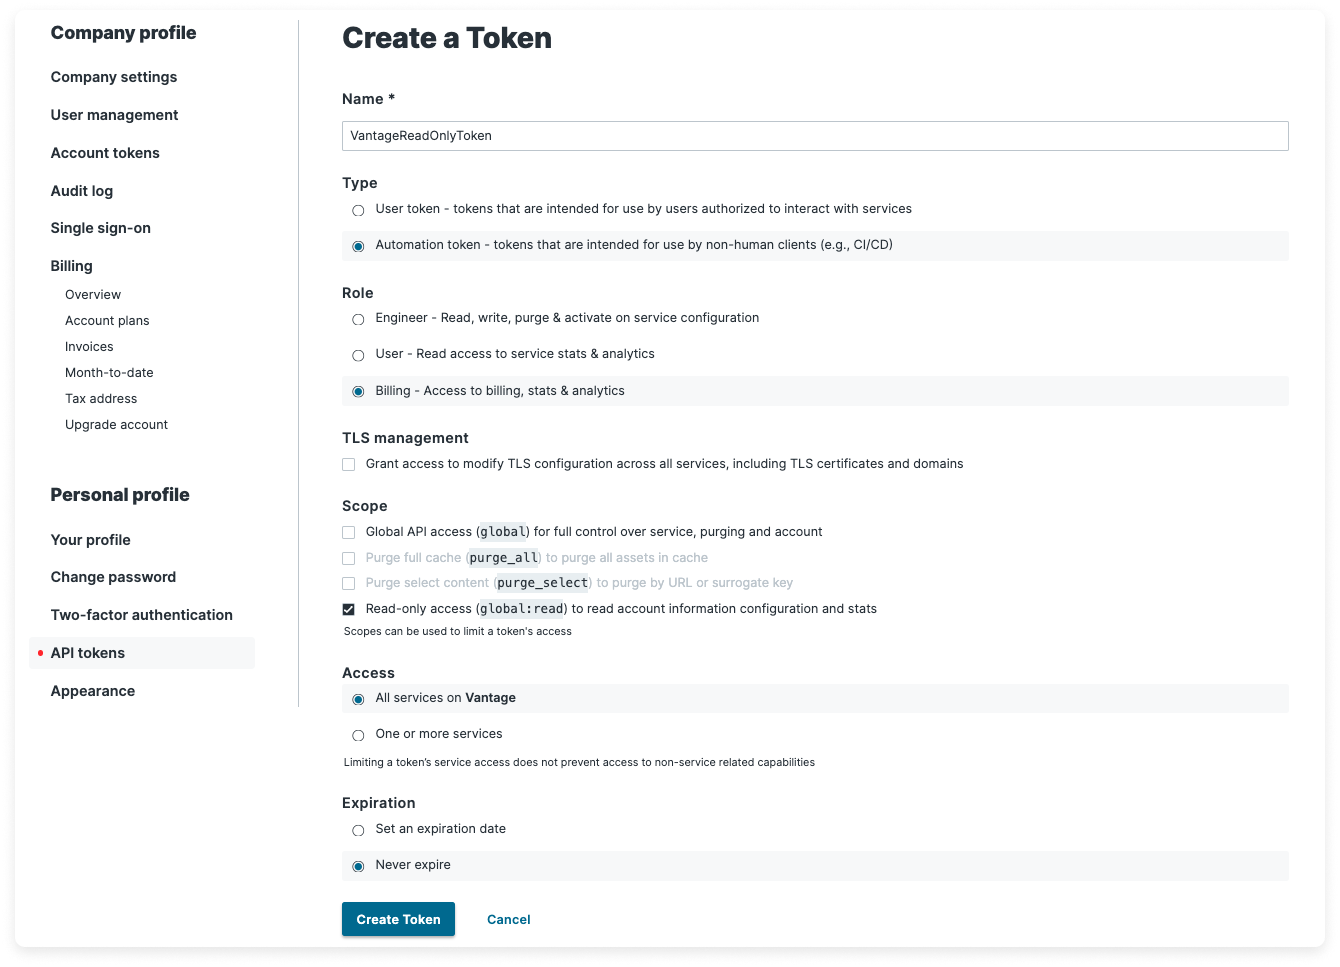 Company profile
Company settings
User management
Account tokens
Audit log
Single sign-on
Billing
Overview
Account plans
Invoices
Month-to-date
Tax address
Upgrade account
Personal profile
Your profile
Change password
Two-factor authentication
API tokens
Appearance
Create a Token
Name *
VantageReadOnlyToken
Type
User token - tokens that are intended for use by users authorized to interact with services
Automation token - tokens that are intended for use by non-human clients (e.g., CI/CD)
Role
Engineer - Read, write, purge & activate on service configuration
User - Read access to service stats & analytics
Billing - Access to billing, stats & analytics
TLS management
Grant access to modify TLS configuration across all services, including TLS certificates and domains
Scope
Global API access (global) for full control over service, purging and account
Purge full cache (purge_all) to purge all assets in cache
Purge select content (purge_select) to purge by URL or surrogate key
Read-only access (global:read) to read account information configuration and stats
Scopes can be used to limit a token's access
Access
All services on Vantage
One or more services
Limiting a token's service access does not prevent access to non-service related capabilities
Expiration
Set an expiration date
Never expire
Create Token
Cancel